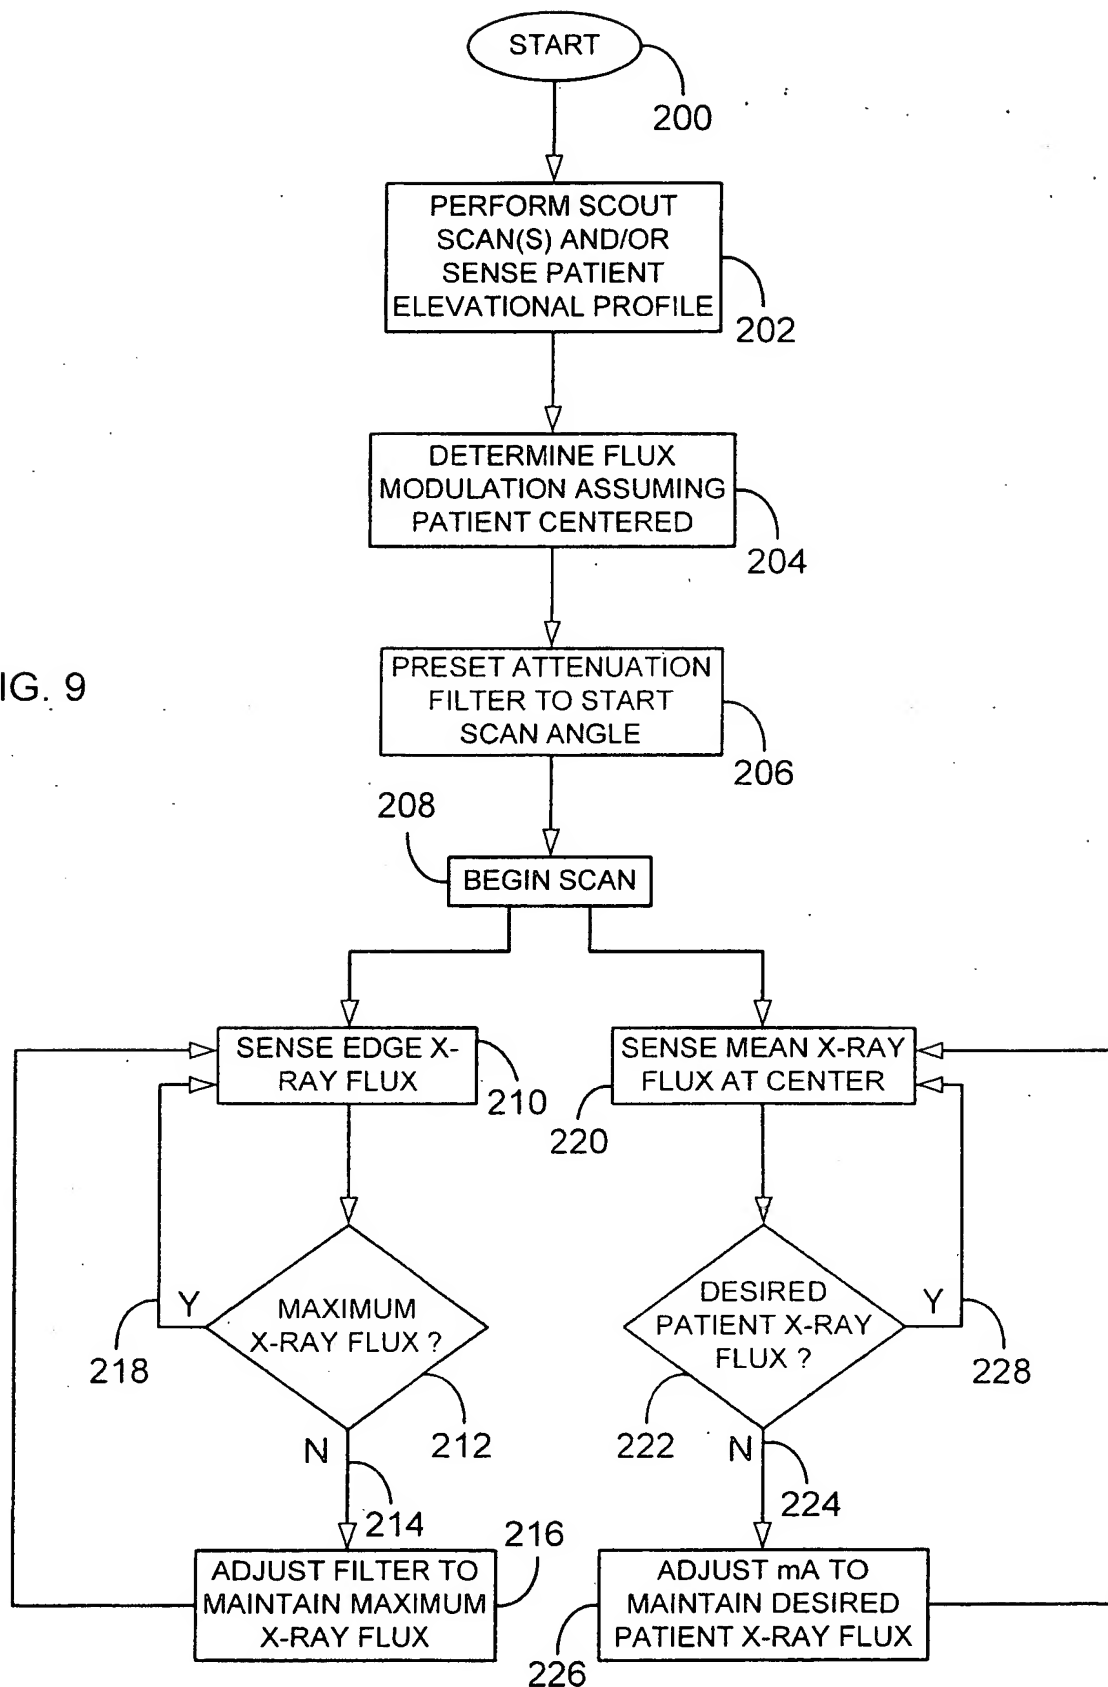 START
200
PERFORM SCOUT
SCAN(S) AND/OR
SENSE PATIENT
ELEVATIONAL PROFILE
202
DETERMINE FLUX
MODULATION ASSUMING
PATIENT CENTERED
204
IG. 9
PRESET ATTENUATION
FILTER TO START
SCAN ANGLE
206
208
BEGIN SCAN
SENSE EDGE X-
RAY FLUX
210
SENSE MEAN X-RAY
FLUX AT CENTER
220
MAXIMUM
X-RAY FLUX ?
Y
218
212
N
214
DESIRED
PATIENT X-RAY
FLUX ?
Y
228
222
N
224
ADJUST FILTER TO
MAINTAIN MAXIMUM
X-RAY FLUX
216
ADJUST mA TO
MAINTAIN DESIRED
PATIENT X-RAY FLUX
226